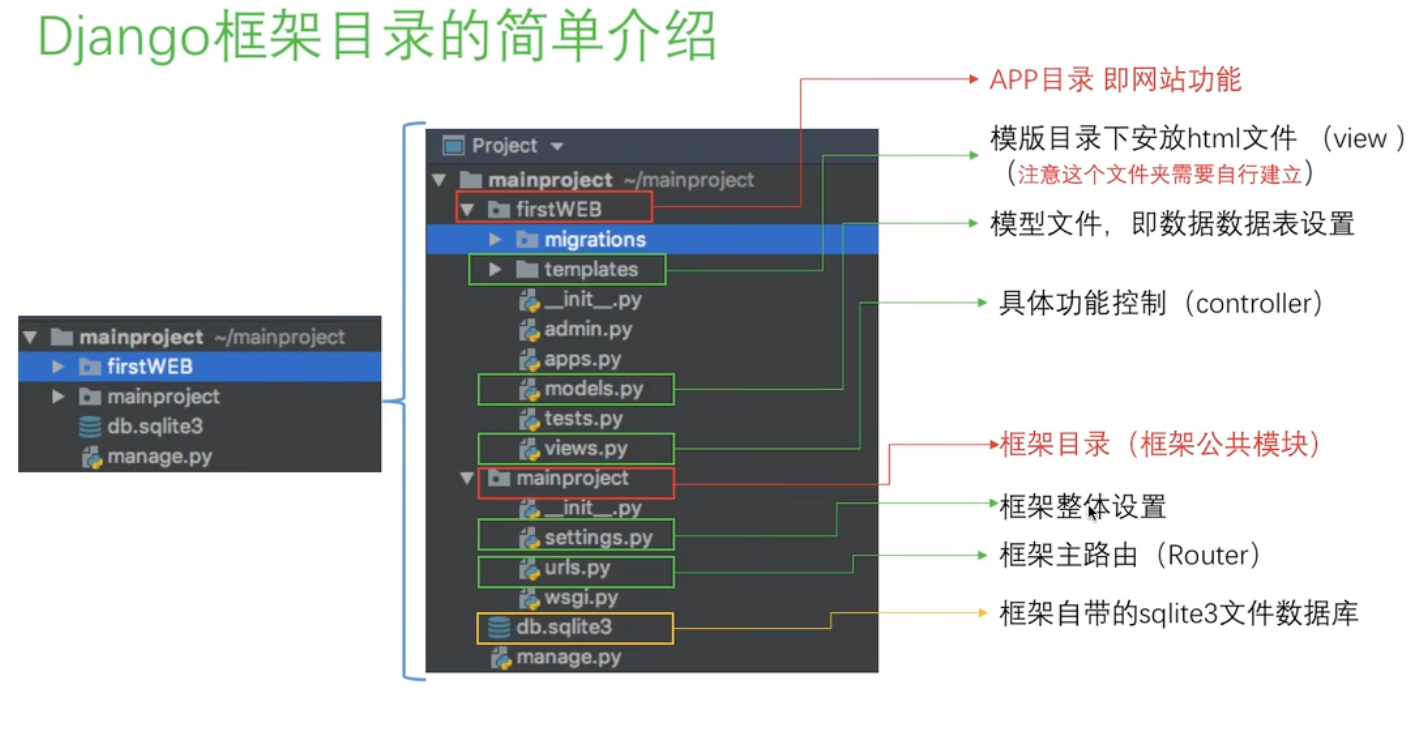 Django框架目录的简单介绍
mainproject ~/mainproject
firstWEB
mainproject
db.sqlite3
manage.py
Project
mainproject ~/mainproject
firstWEB
migrations
templates
__init__.py
admin.py
apps.py
models.py
tests.py
views.py
mainproject
__init__.py
settings.py
urls.py
wsgi.py
db.sqlite3
manage.py
APP目录 即网站功能
模版目录下安放html文件 （view ）
（注意这个文件夹需要自行建立）
模型文件，即数据数据表设置
具体功能控制（controller）
框架目录（框架公共模块）
框架整体设置
框架主路由（Router）
框架自带的sqlite3文件数据库